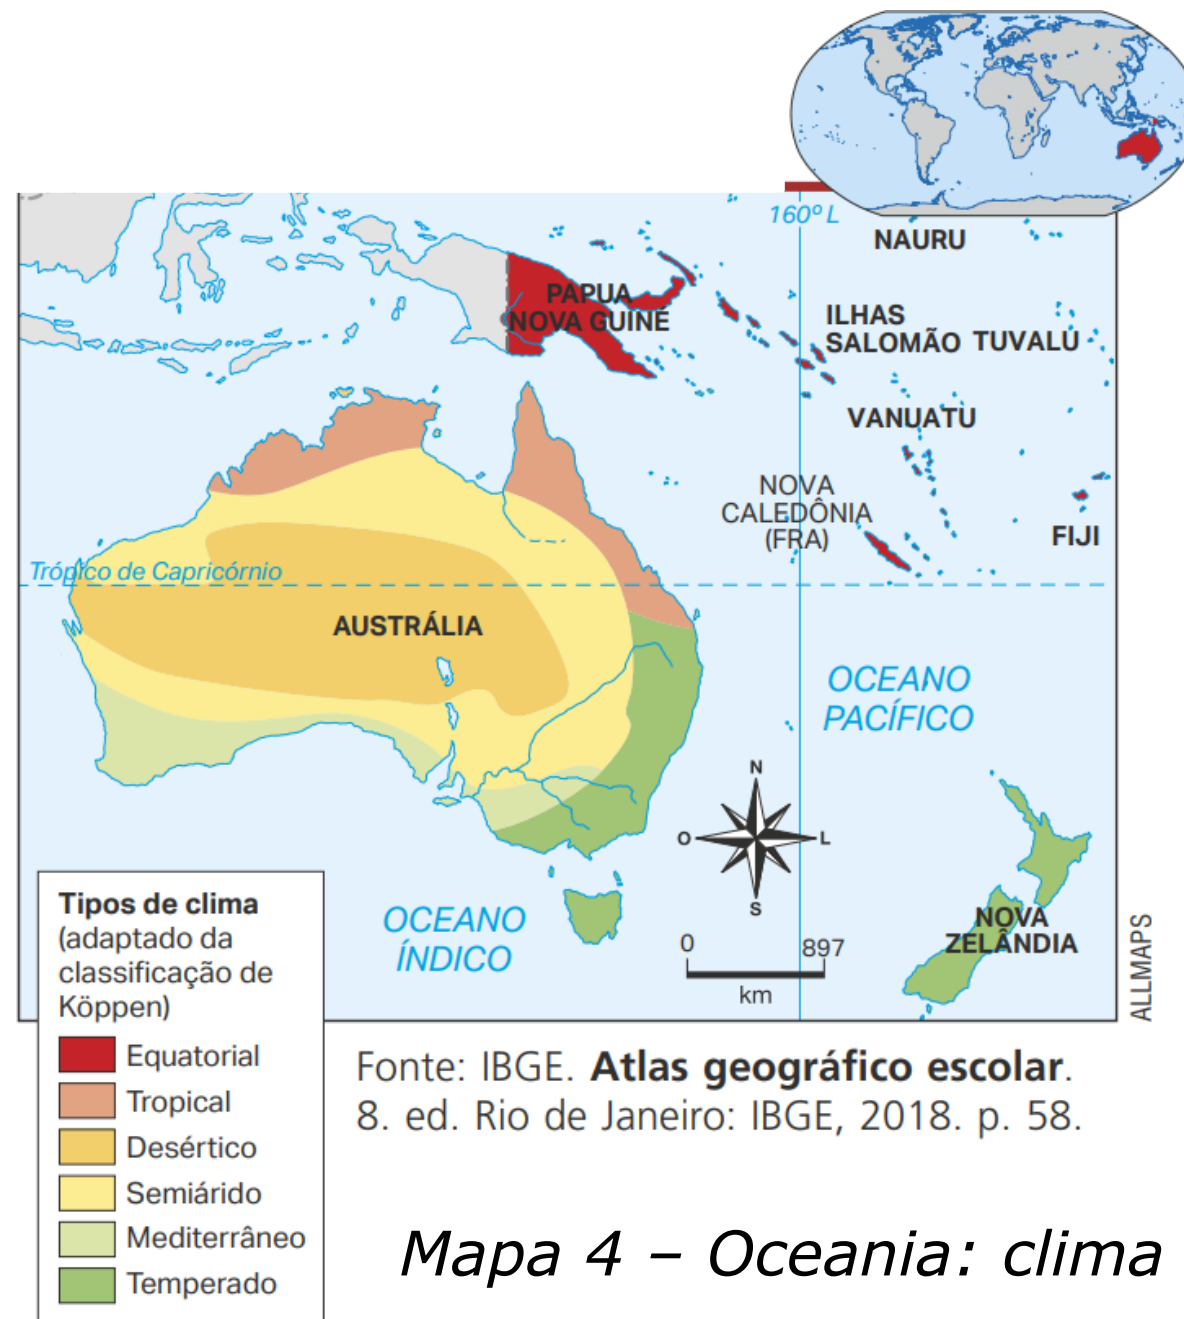 160º L
NAURU
PAPUA
NOVA GUINÉ
ILHAS
SALOMÃO
TUVALU
VANUATU
NOVA
CALEDÔNIA
(FRA)
FIJI
Trópico de Capricórnio
AUSTRÁLIA
OCEANO
PACÍFICO
N
O
L
S
OCEANO
ÍNDICO
0
897
km
NOVA
ZELÂNDIA
ALLMAPS
Tipos de clima
(adaptado da
classificação de
Köppen)
Equatorial
Tropical
Desértico
Semiárido
Mediterrâneo
Temperado
Fonte: IBGE. Atlas geográfico escolar.
8. ed. Rio de Janeiro: IBGE, 2018. p. 58.
Mapa 4 – Oceania: clima